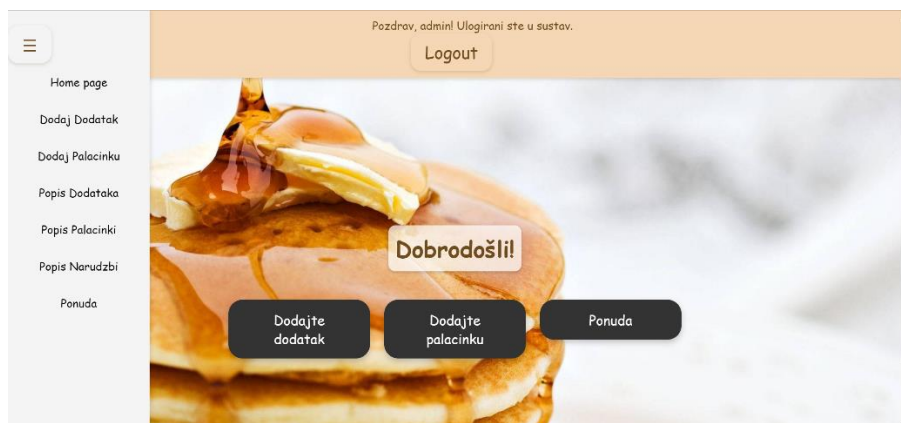 Pozdrav, admin! Ulogirani ste u sustav.
Logout
Home page
Dodaj Dodatak
Dodaj Palacinku
Popis Dodataka
Popis Palacinki
Popis Narudzbi
Ponuda
Dobrodošli!
Dodajte
dodatak
Dodajte
palacinku
Ponuda